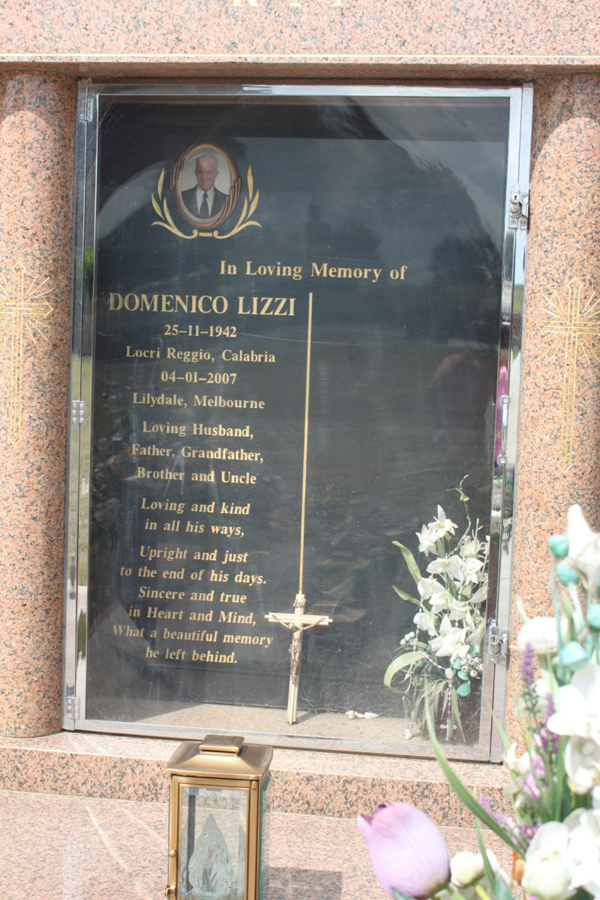 In Loving Memory of
DOMENICO LIZZI
25–11–1942
Locri Reggio, Calabria
04–01–2007
Lilydale, Melbourne
Loving Husband,
Father, Grandfather,
Brother and Uncle
Loving and kind
in all his ways,
Upright and just
to the end of his days.
Sincere and true
in Heart and Mind,
What a beautiful memory
he left behind.